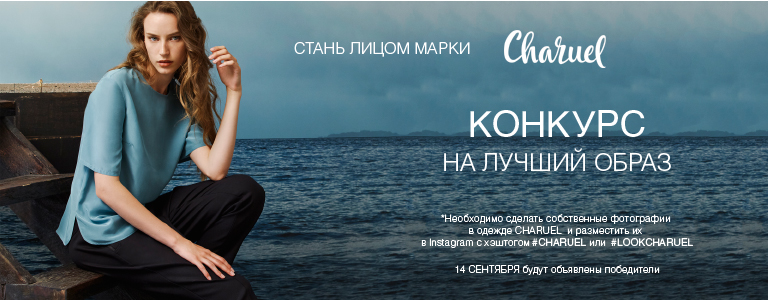 СТАНЬ ЛИЦОМ МАРКИ Charuel
КОНКУРС
НА ЛУЧШИЙ ОБРАЗ
*Необходимо сделать собственные фотографии
в одежде CHARUEL и разместить их
в Instagram с хэштогом #CHARUEL или #LOOKCHARUEL
14 СЕНТЯБРЯ будут объявлены победители